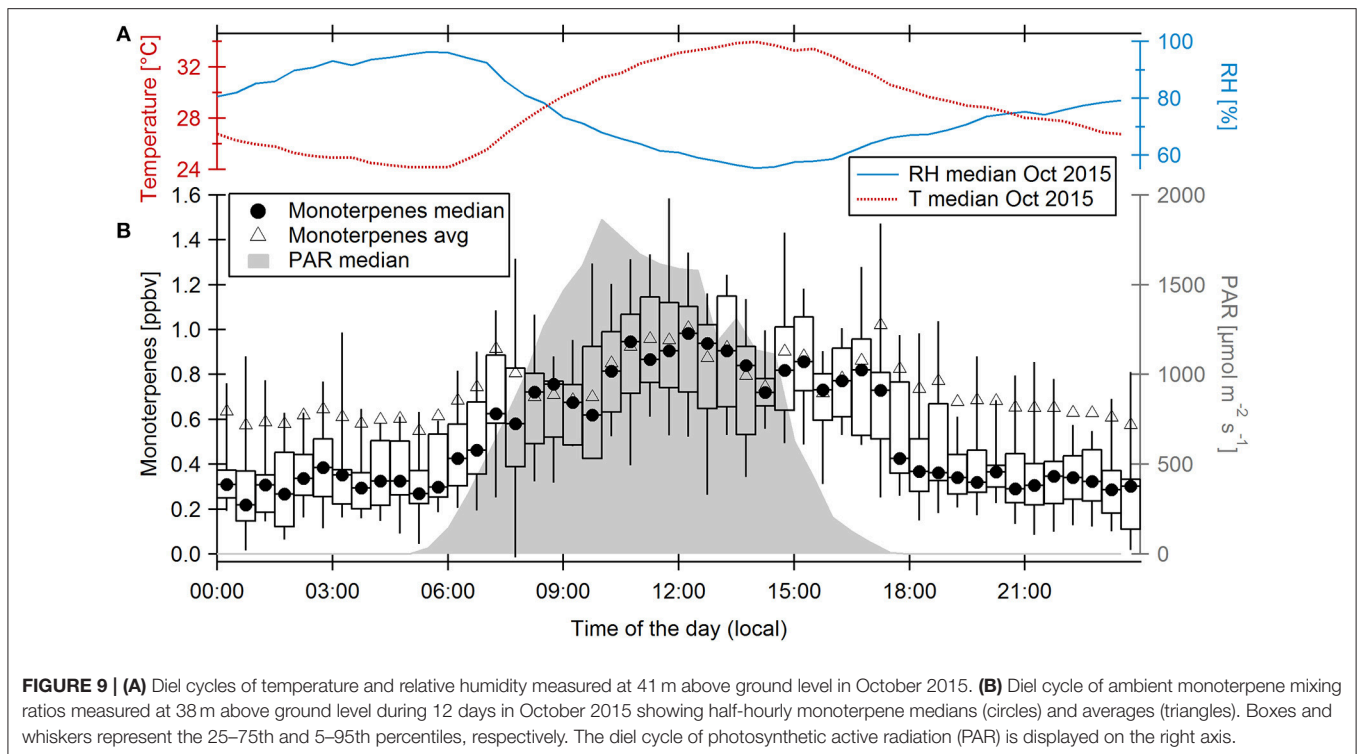 A
Temperature [°C]
32
28
24
100
80
60
RH [%]
RH median Oct 2015
T median Oct 2015
B
Monoterpenes [ppbv]
1.6
1.4
1.2
1.0
0.8
0.6
0.4
0.2
0.0
Monoterpenes median
Monoterpenes avg
PAR median
2000
1500
1000
500
0
PAR [µmol m⁻² s⁻¹]
00:00 03:00 06:00 09:00 12:00 15:00 18:00 21:00
Time of the day (local)
FIGURE 9 | (A) Diel cycles of temperature and relative humidity measured at 41 m above ground level in October 2015. (B) Diel cycle of ambient monoterpene mixing
ratios measured at 38 m above ground level during 12 days in October 2015 showing half-hourly monoterpene medians (circles) and averages (triangles). Boxes and
whiskers represent the 25–75th and 5–95th percentiles, respectively. The diel cycle of photosynthetic active radiation (PAR) is displayed on the right axis.